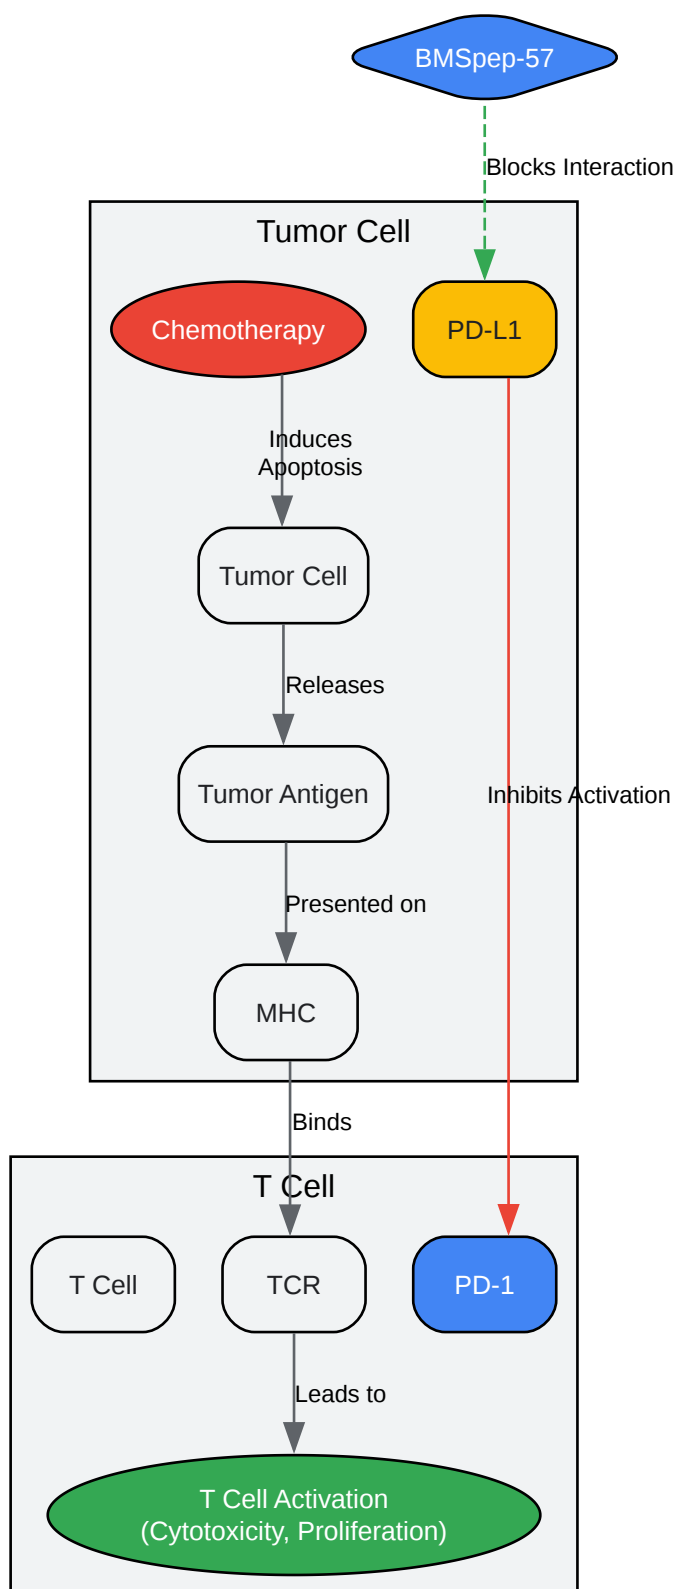 BMSpep-57
Blocks Interaction
Tumor Cell
Chemotherapy
PD-L1
Induces
Apoptosis
Tumor Cell
Releases
Tumor Antigen
Inhibits Activation
Presented on
MHC
Binds
T Cell
T Cell
TCR
PD-1
Leads to
T Cell Activation
(Cytotoxicity, Proliferation)